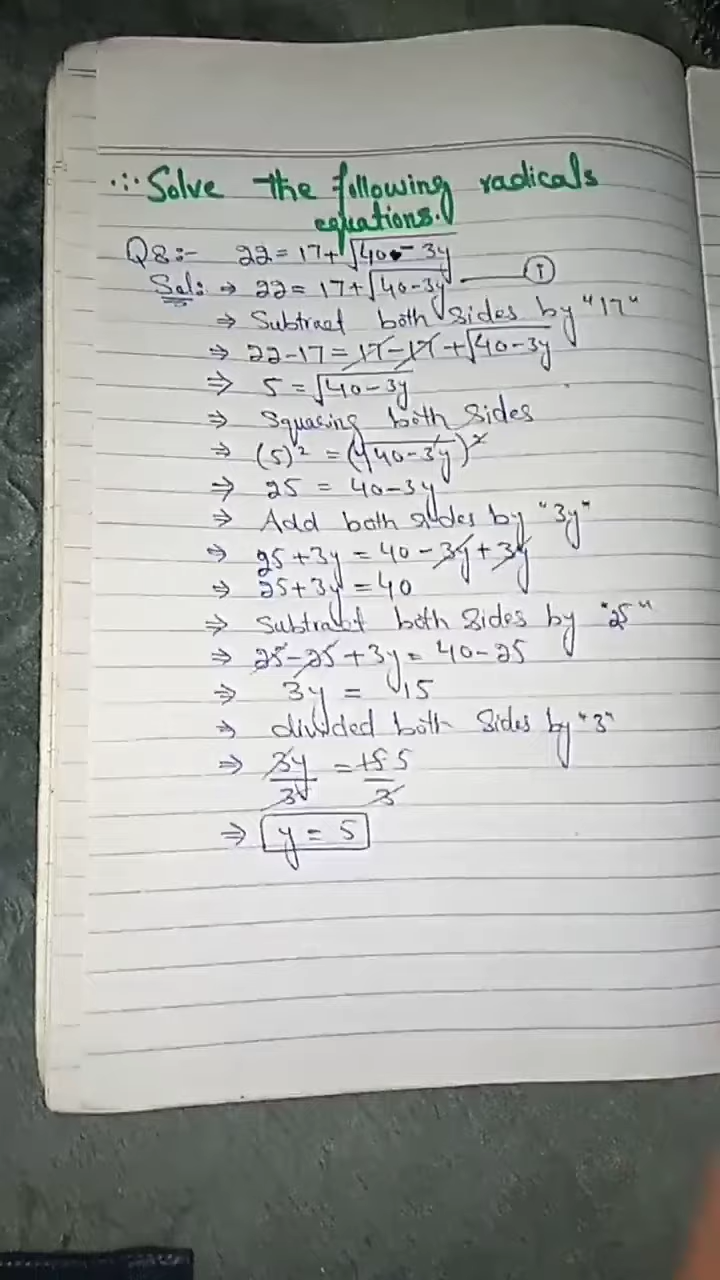 ∴ Solve the following radicals
equations.
Q8:- 22 = 17+√40-3y
Sol: ⇒ 22 = 17+√40-3y —— (i)
⇒ Subtract both sides by "17"
⇒ 22-17 = 17-17+√40-3y
⇒ 5 = √40-3y
⇒ Squaring both sides
⇒ (5)² = (√40-3y)²
⇒ 25 = 40-3y
⇒ Add both sides by "3y"
⇒ 25+3y = 40-3y+3y
⇒ 25+3y = 40
⇒ Subtract both sides by "25"
⇒ 25-25+3y = 40-25
⇒ 3y = 15
⇒ divided both sides by "3"
⇒ 3y/3 = 15 5/3
⇒ y = 5